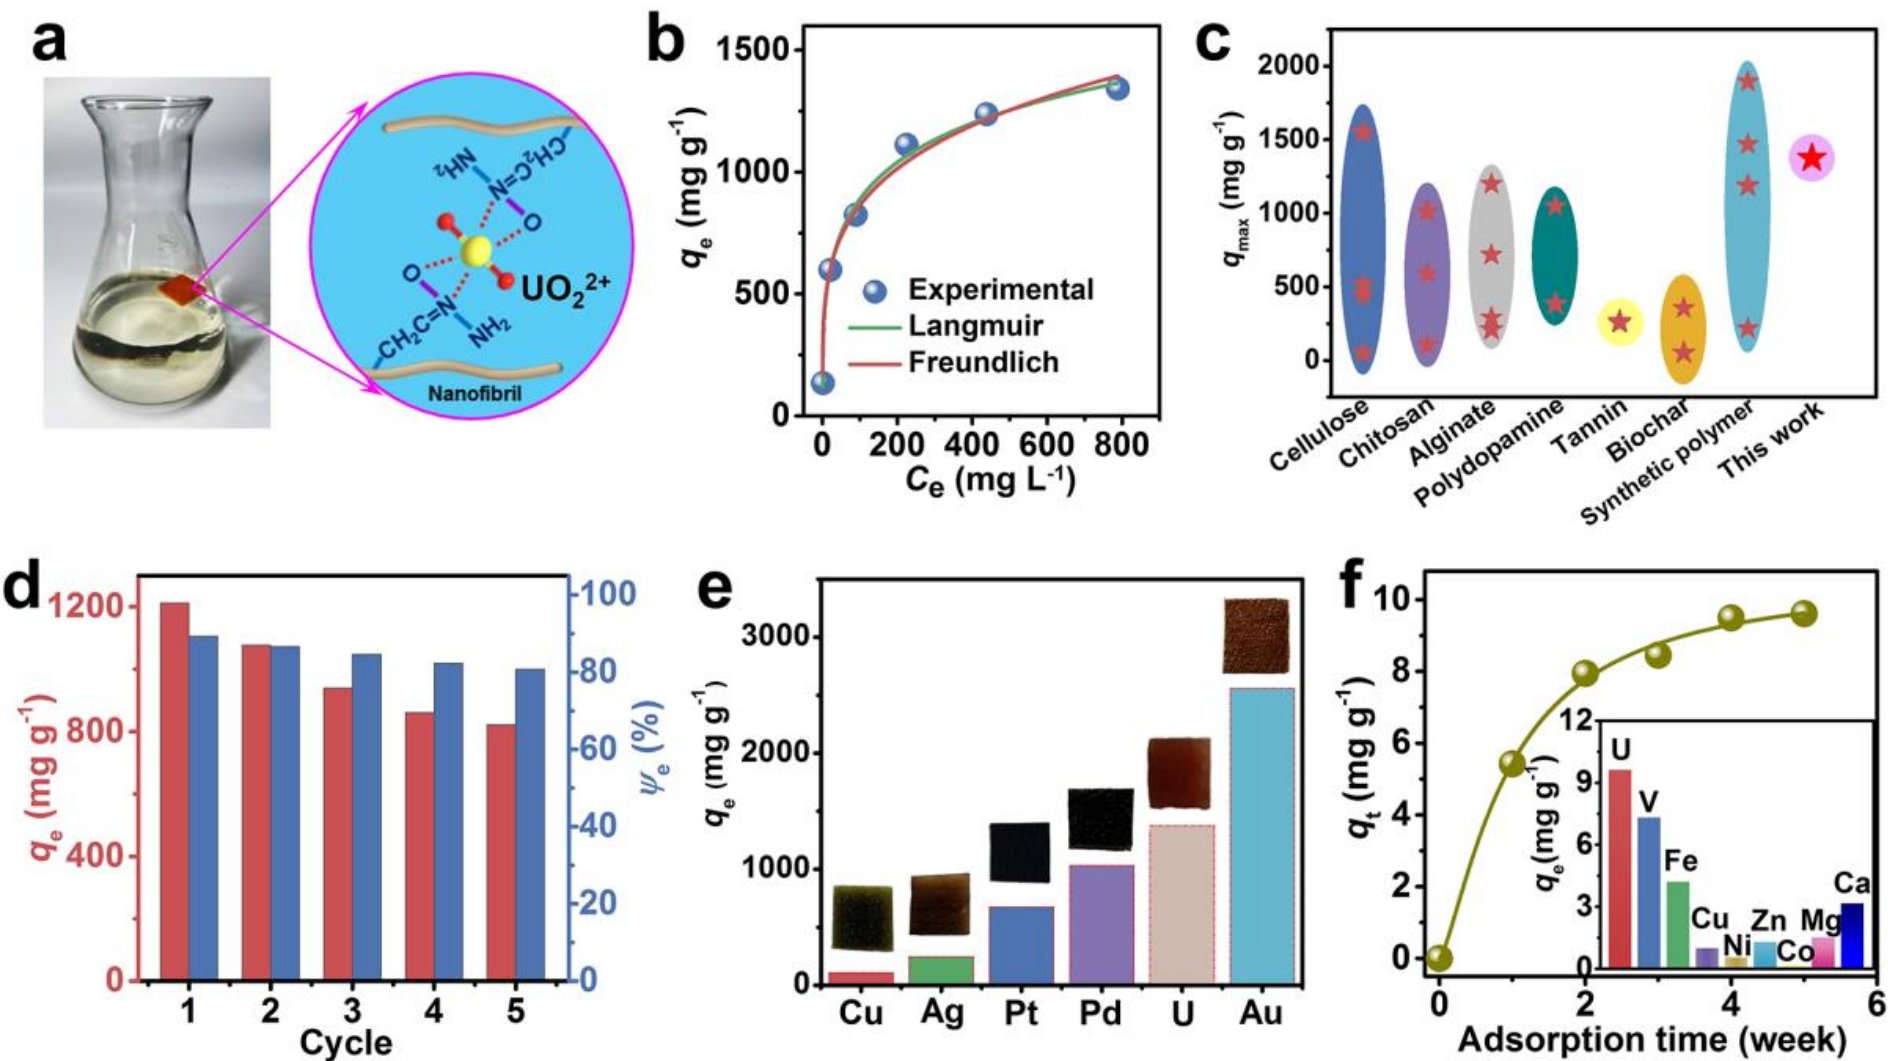 a
NH₂
N=CCH₂
O
O
UO₂²⁺
CH₂C=N
NH₂
Nanofibril
b
1500
1000
500
0
qₑ (mg g⁻¹)
Experimental
Langmuir
Freundlich
0 200 400 600 800
Cₑ (mg L⁻¹)
c
2000
1500
1000
500
0
qₘₐₓ (mg g⁻¹)
Cellulose
Chitosan
Alginate
Polydopamine
Tannin
Biochar
Synthetic polymer
This work
d
1200
800
400
0
qₑ (mg g⁻¹)
100
80
60
40
20
0
ψₑ (%)
1 2 3 4 5
Cycle
e
3000
2000
1000
0
qₑ (mg g⁻¹)
Cu Ag Pt Pd U Au
f
10
8
6
4
2
0
qₜ (mg g⁻¹)
12
9
6
3
0
qₑ(mg g⁻¹)
U
V
Fe
Cu
Ni
Zn
Co
Mg
Ca
0 2 4 6
Adsorption time (week)